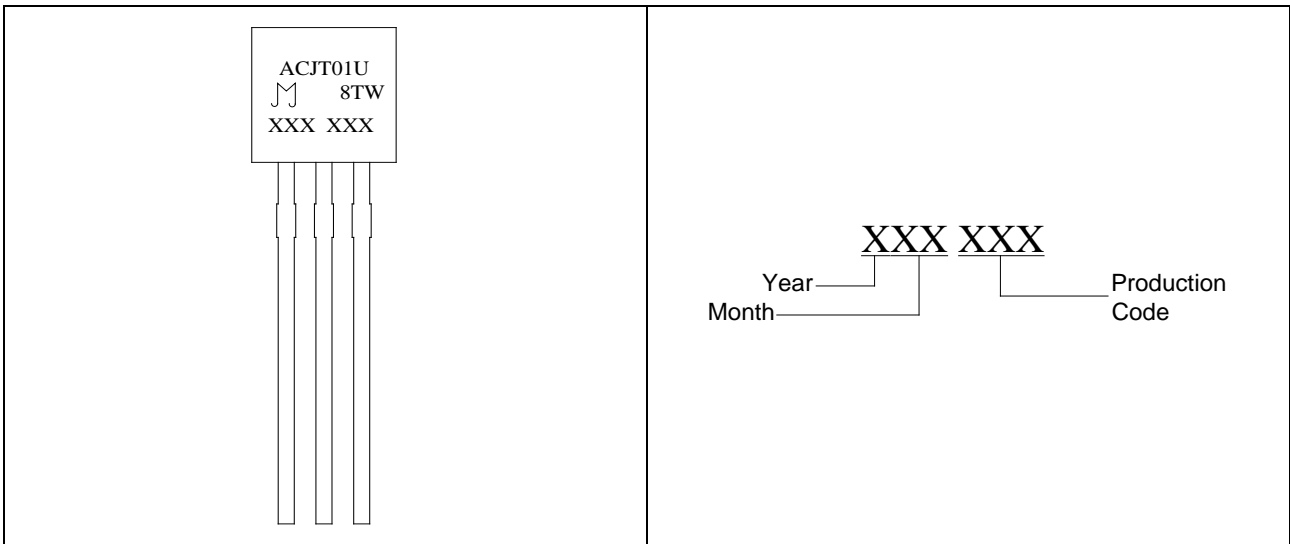 ACJT01U
8TW
XXX XXX
XXX XXX
Year
Month
Production
Code